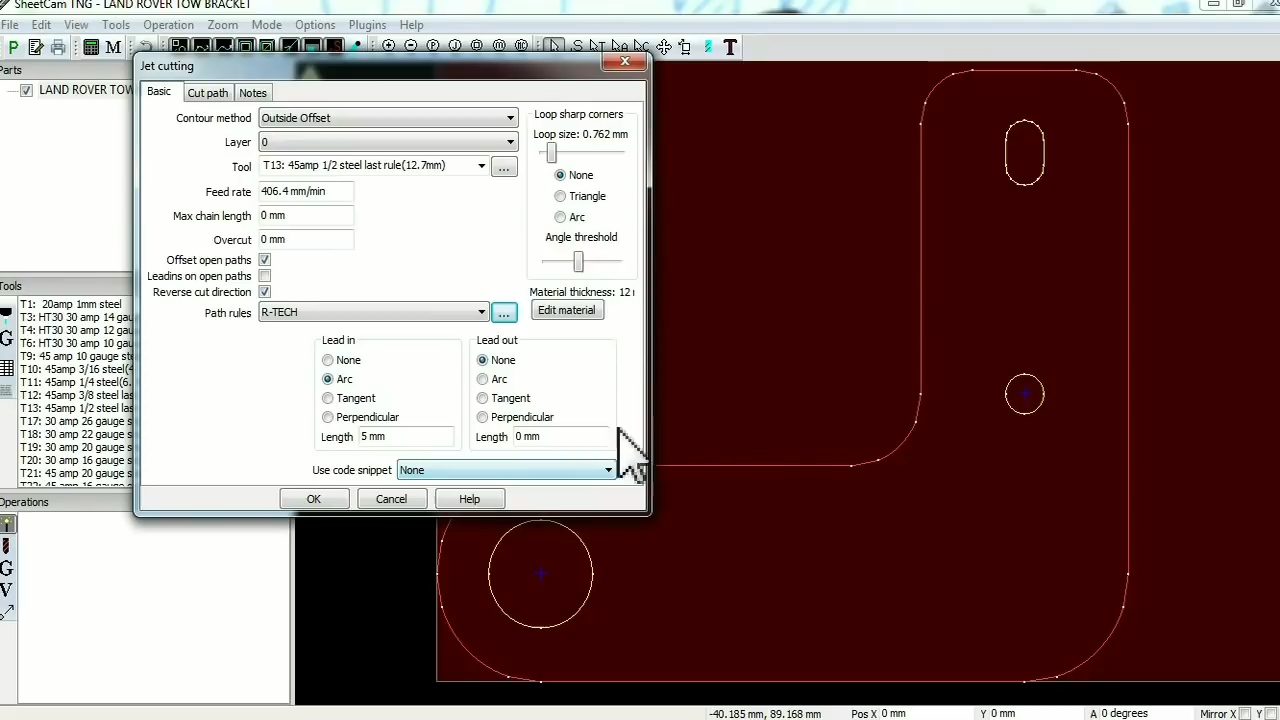 SheetCam TNG - LAND ROVER TOW BRACKET
File Edit View Tools Operation Zoom Mode Options Plugins Help
P M T
Parts
LAND ROVER TOW
Tools
T1: 20amp 1mm steel
T3: HT30 30 amp 14 gau
T4: HT30 30 amp 12 gau
T6: HT30 30 amp 10 gau
T9: 45 amp 10 gauge st
T10: 45amp 3/16 steel(4
T11: 45amp 1/4 steel(6.
T12: 45amp 3/8 steel las
T13: 45amp 1/2 steel las
T17: 30 amp 26 gauge s
T18: 30 amp 22 gauge s
T19: 30 amp 20 gauge s
T20: 30 amp 16 gauge s
T21: 45 amp 16 gauge s
T22: 45 amp 16 gauge s
Operations
Jet cutting
Basic Cut path Notes
Contour method Outside Offset
Layer 0
Tool T13: 45amp 1/2 steel last rule(12.7mm) ...
Feed rate 406.4 mm/min
Max chain length 0 mm
Overcut 0 mm
Offset open paths
Leadins on open paths
Reverse cut direction
Path rules R-TECH ...
Loop sharp corners
Loop size: 0.762 mm
None
Triangle
Arc
Angle threshold
Material thickness: 12
Edit material
Lead in
None
Arc
Tangent
Perpendicular
Length 5 mm
Lead out
None
Arc
Tangent
Perpendicular
Length 0 mm
Use code snippet None
OK Cancel Help
-40.185 mm, 89.168 mm Pos X 0 mm Y 0 mm A 0 degrees Mirror X Y